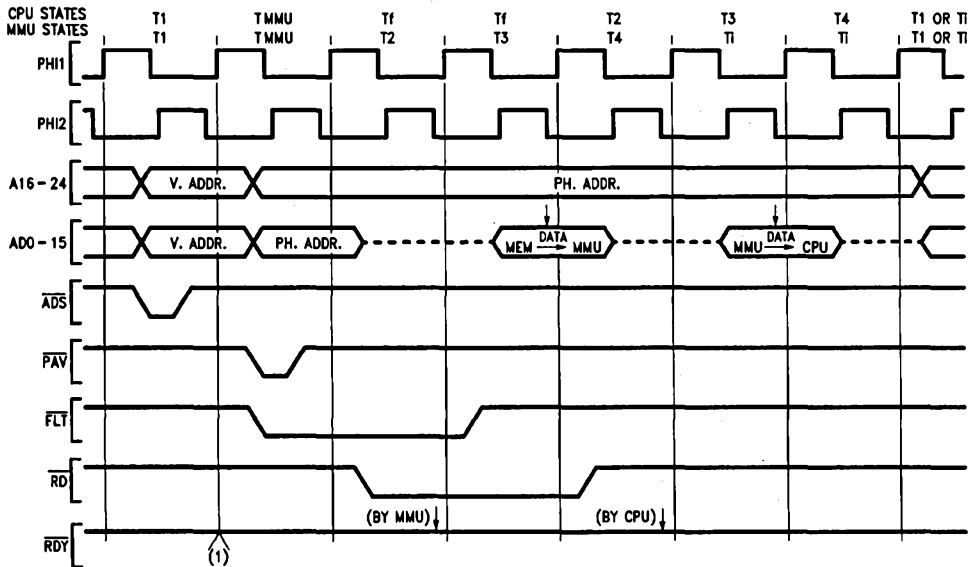 CPU STATES T1 TMMU Tf Tf T2 T3 T4 T1 OR Ti
MMU STATES T1 TMMU T2 T3 T4 Ti Ti T1 OR Ti
PHI1
PHI2
A16-24 V. ADDR. PH. ADDR.
AD0-15 V. ADDR. PH. ADDR. MEM DATA → MMU MMU DATA → CPU
ADS
PAV
FLT
RD
(BY MMU) (BY CPU)
RDY
(1)